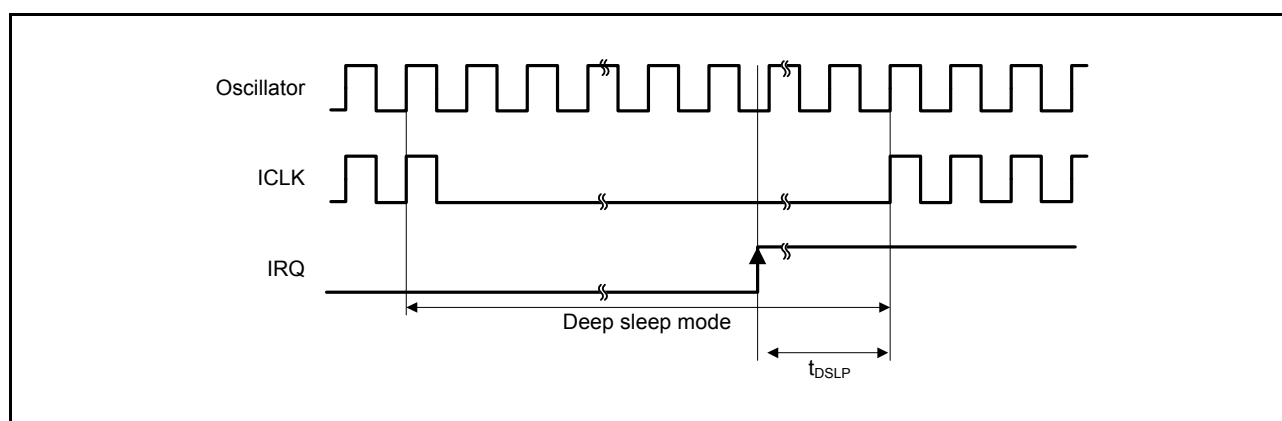 Oscillator
ICLK
IRQ
Deep sleep mode
tDSLP